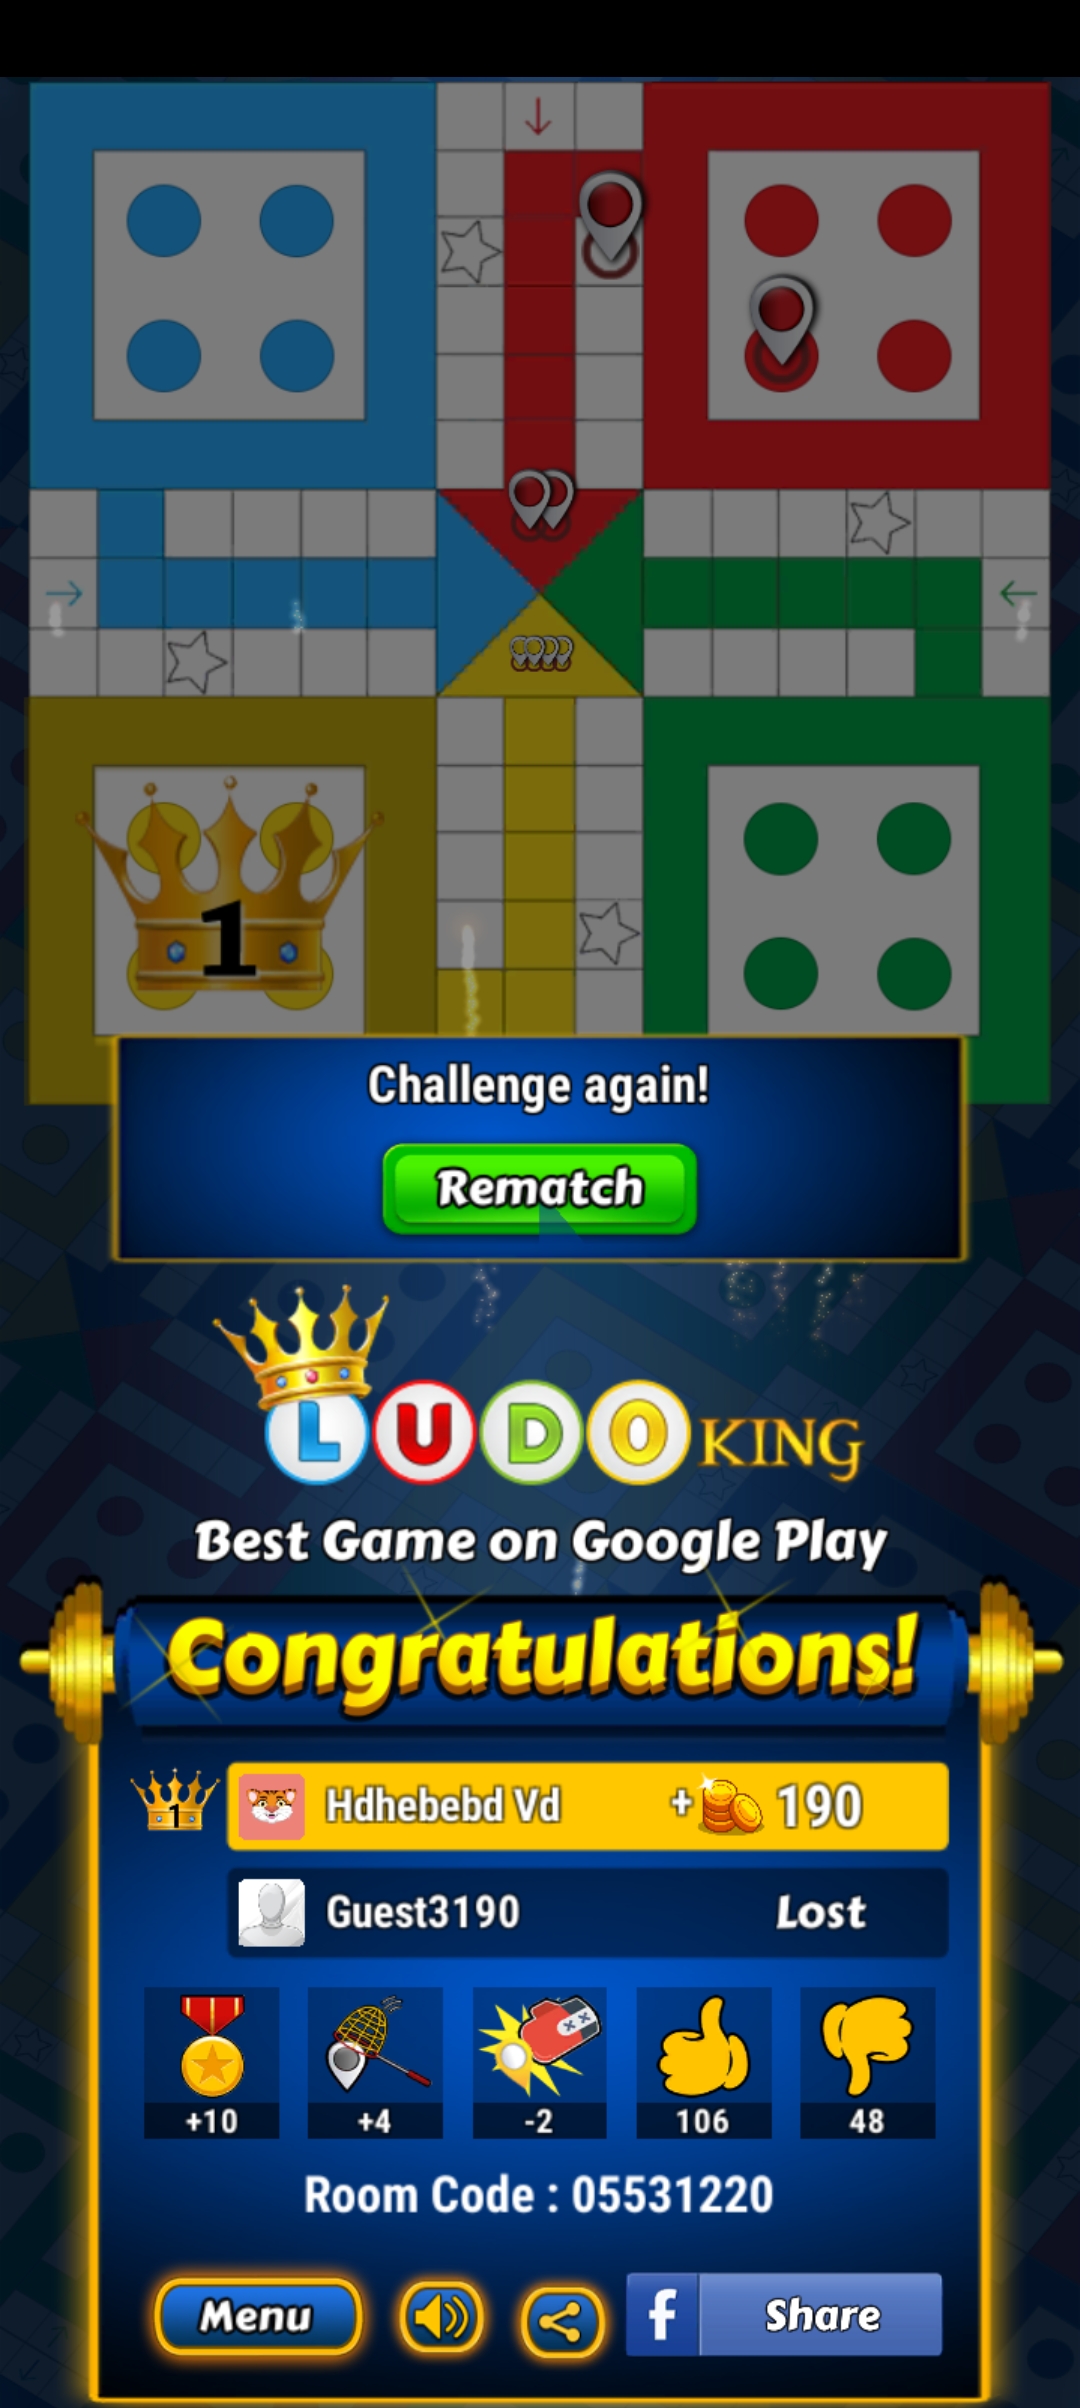 1
Challenge again!
Rematch
LUDO KING
Best Game on Google Play
Congratulations!
1 Hdhebebd Vd + 190
Guest3190 Lost
+10 +4 -2 106 48
Room Code : 05531220
Menu f Share